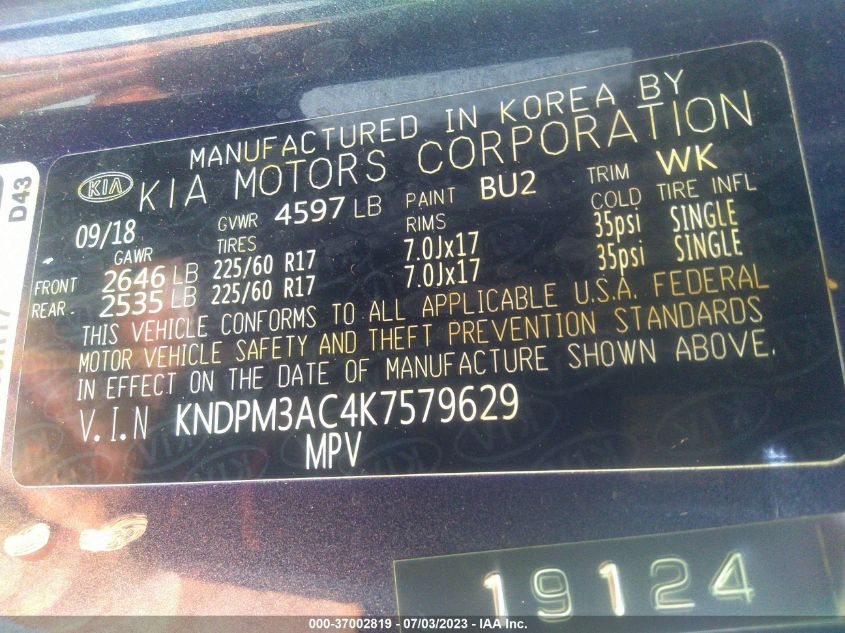 MANUFACTURED IN KOREA BY
KIA KIA MOTORS CORPORATION
09/18 GVWR 4597 LB PAINT BU2 TRIM WK
GAWR TIRES RIMS COLD TIRE INFL
FRONT 2646 LB 225/60 R17 7.0Jx17 35psi SINGLE
REAR 2535 LB 225/60 R17 7.0Jx17 35psi SINGLE
THIS VEHICLE CONFORMS TO ALL APPLICABLE U.S.A. FEDERAL
MOTOR VEHICLE SAFETY AND THEFT PREVENTION STANDARDS
IN EFFECT ON THE DATE OF MANUFACTURE SHOWN ABOVE.
V.I.N KNDPM3AC4K7579629
MPV
D43
19124
000-37002819 / 07/03/2023 - IAA Inc.